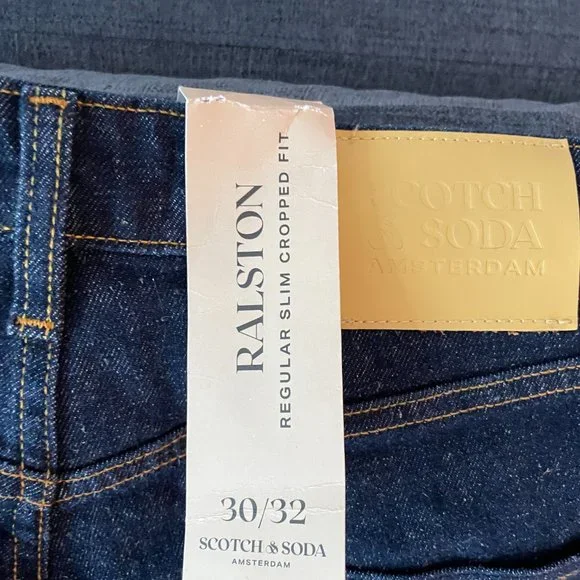 RALSTON
REGULAR SLIM CROPPED FIT
30/32
SCOTCH & SODA
AMSTERDAM
SCOTCH
& SODA
AMSTERDAM